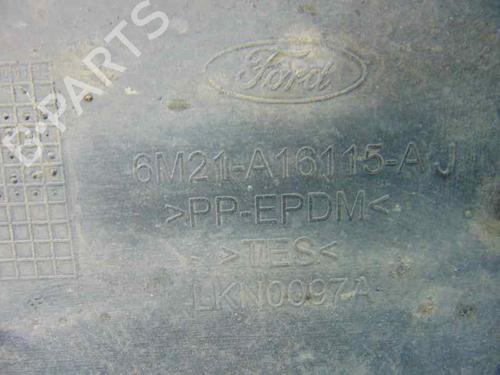 B-PARTS
Ford
6M21-A16115-AJ
>PP-EPDM<
>TES<
LKN0097A